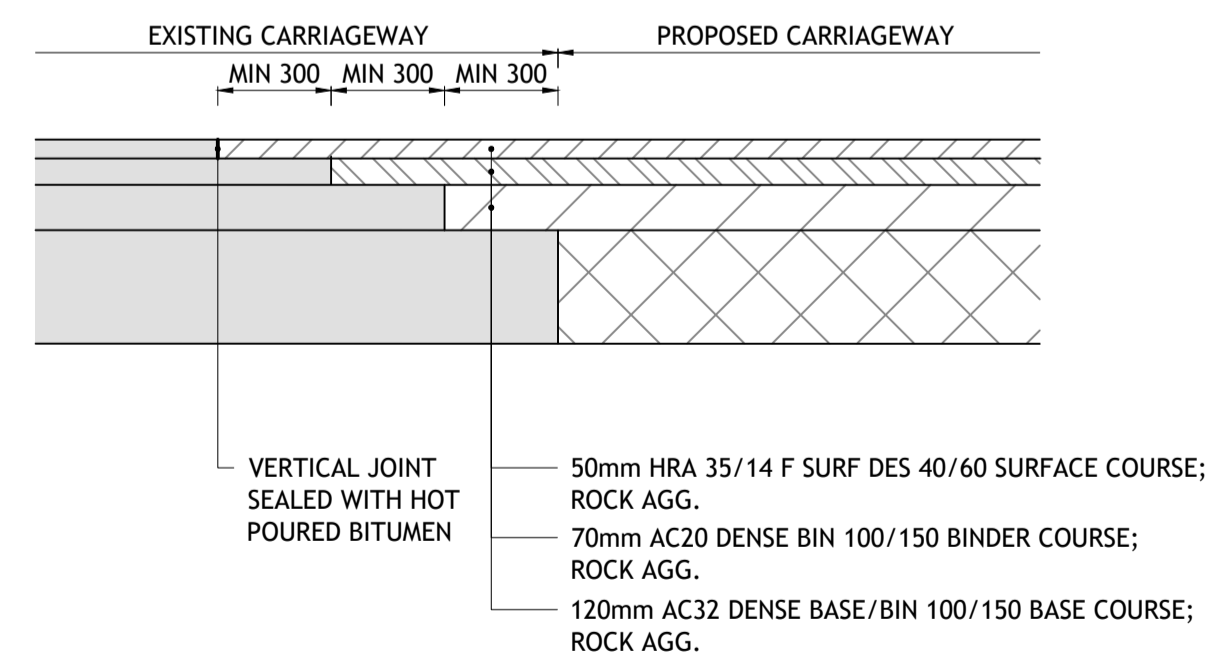 EXISTING CARRIAGEWAY
PROPOSED CARRIAGEWAY
MIN 300
MIN 300
MIN 300
VERTICAL JOINT
SEALED WITH HOT
POURED BITUMEN
50mm HRA 35/14 F SURF DES 40/60 SURFACE COURSE;
ROCK AGG.
70mm AC20 DENSE BIN 100/150 BINDER COURSE;
ROCK AGG.
120mm AC32 DENSE BASE/BIN 100/150 BASE COURSE;
ROCK AGG.